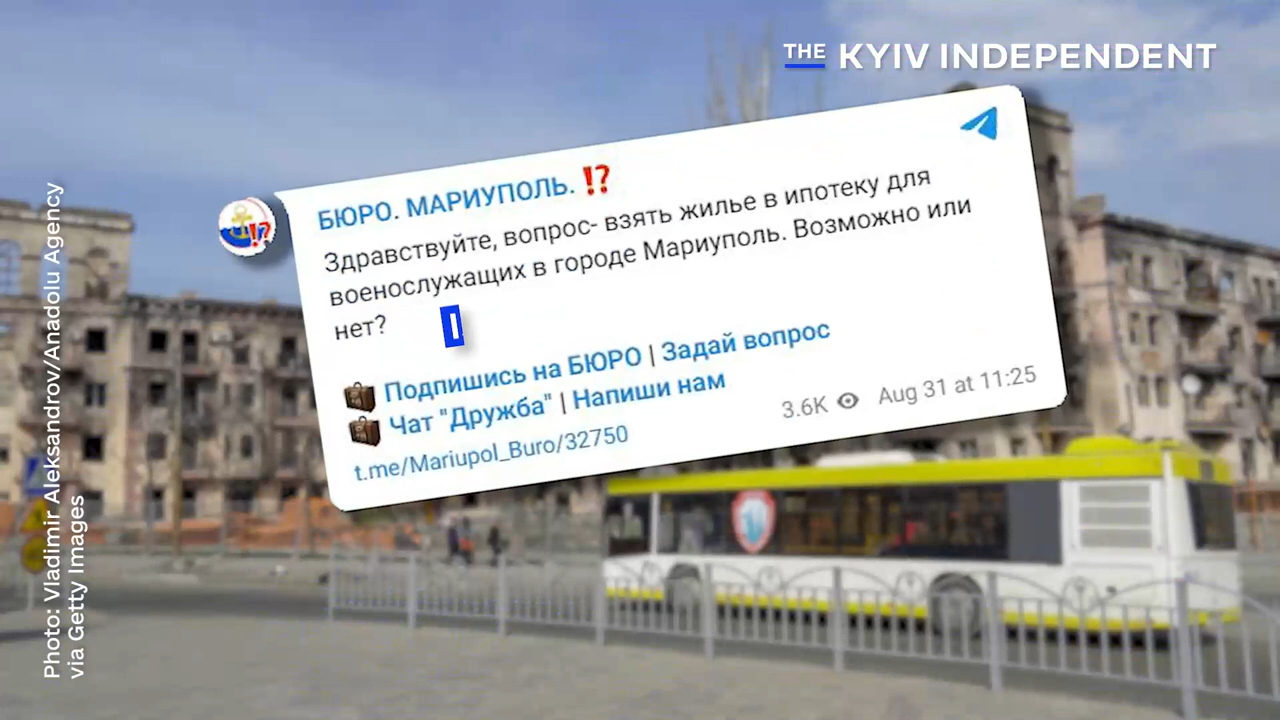 THE KYIV INDEPENDENT
БЮРО. МАРИУПОЛЬ. ⁉️
Здравствуйте, вопрос- взять жилье в ипотеку для
военослужащих в городе Мариуполь. Возможно или
нет?
Подпишись на БЮРО | Задай вопрос
Чат "Дружба" | Напиши нам
3.6K Aug 31 at 11:25
t.me/Mariupol_Buro/32750
Photo: Vladimir Aleksandrov/Anadolu Agency
via Getty Images